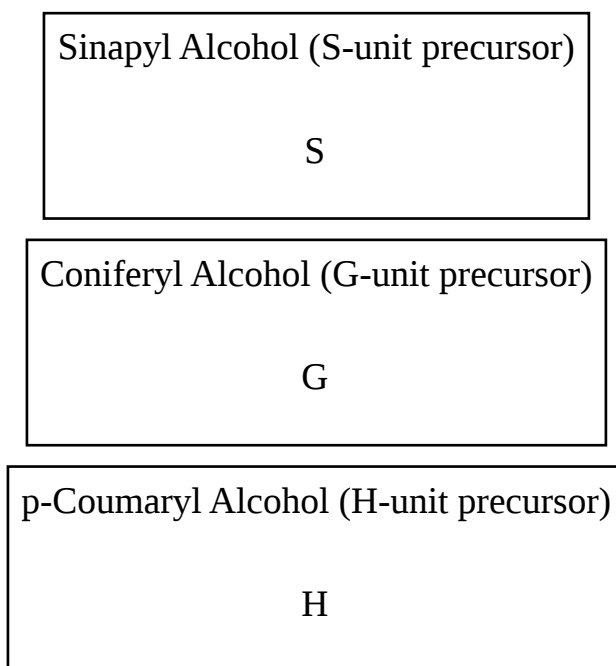 Sinapyl Alcohol (S-unit precursor)
S
Coniferyl Alcohol (G-unit precursor)
G
p-Coumaryl Alcohol (H-unit precursor)
H